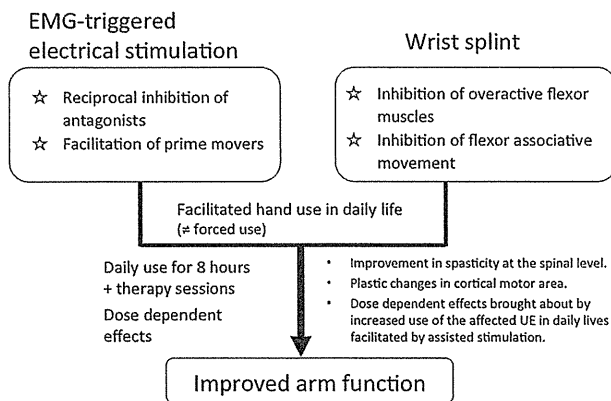 EMG-triggered
electrical stimulation
☆ Reciprocal inhibition of
antagonists
☆ Facilitation of prime movers
Wrist splint
☆ Inhibition of overactive flexor
muscles
☆ Inhibition of flexor associative
movement
Facilitated hand use in daily life
(≠ forced use)
Daily use for 8 hours
+ therapy sessions
Dose dependent
effects
• Improvement in spasticity at the spinal level.
• Plastic changes in cortical motor area.
• Dose dependent effects brought about by
increased use of the affected UE in daily lives
facilitated by assisted stimulation.
Improved arm function